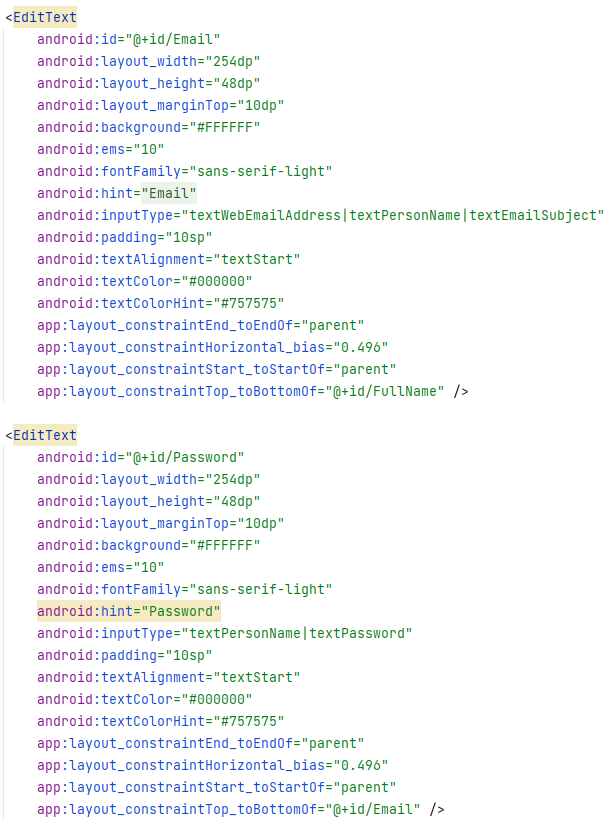 <EditText
android:id="@+id/Email"
android:layout_width="254dp"
android:layout_height="48dp"
android:layout_marginTop="10dp"
android:background="#FFFFFF"
android:ems="10"
android:fontFamily="sans-serif-light"
android:hint="Email"
android:inputType="textWebEmailAddress|textPersonName|textEmailSubject"
android:padding="10sp"
android:textAlignment="textStart"
android:textColor="#000000"
android:textColorHint="#757575"
app:layout_constraintEnd_toEndOf="parent"
app:layout_constraintHorizontal_bias="0.496"
app:layout_constraintStart_toStartOf="parent"
app:layout_constraintTop_toBottomOf="@+id/FullName" />
<EditText
android:id="@+id/Password"
android:layout_width="254dp"
android:layout_height="48dp"
android:layout_marginTop="10dp"
android:background="#FFFFFF"
android:ems="10"
android:fontFamily="sans-serif-light"
android:hint="Password"
android:inputType="textPersonName|textPassword"
android:padding="10sp"
android:textAlignment="textStart"
android:textColor="#000000"
android:textColorHint="#757575"
app:layout_constraintEnd_toEndOf="parent"
app:layout_constraintHorizontal_bias="0.496"
app:layout_constraintStart_toStartOf="parent"
app:layout_constraintTop_toBottomOf="@+id/Email" />